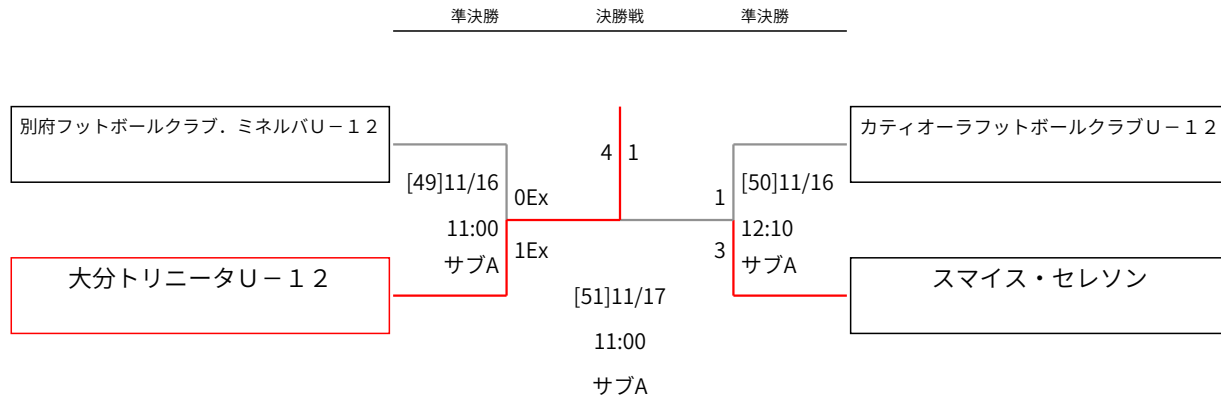 準決勝
決勝戦
準決勝
別府フットボールクラブ．ミネルバＵ－１２
カティオーラフットボールクラブＵ－１２
4
1
[49]11/16
0Ex
1
[50]11/16
11:00
12:10
1Ex
3
サブA
サブA
大分トリニータＵ－１２
スマイス・セレソン
[51]11/17
11:00
サブA